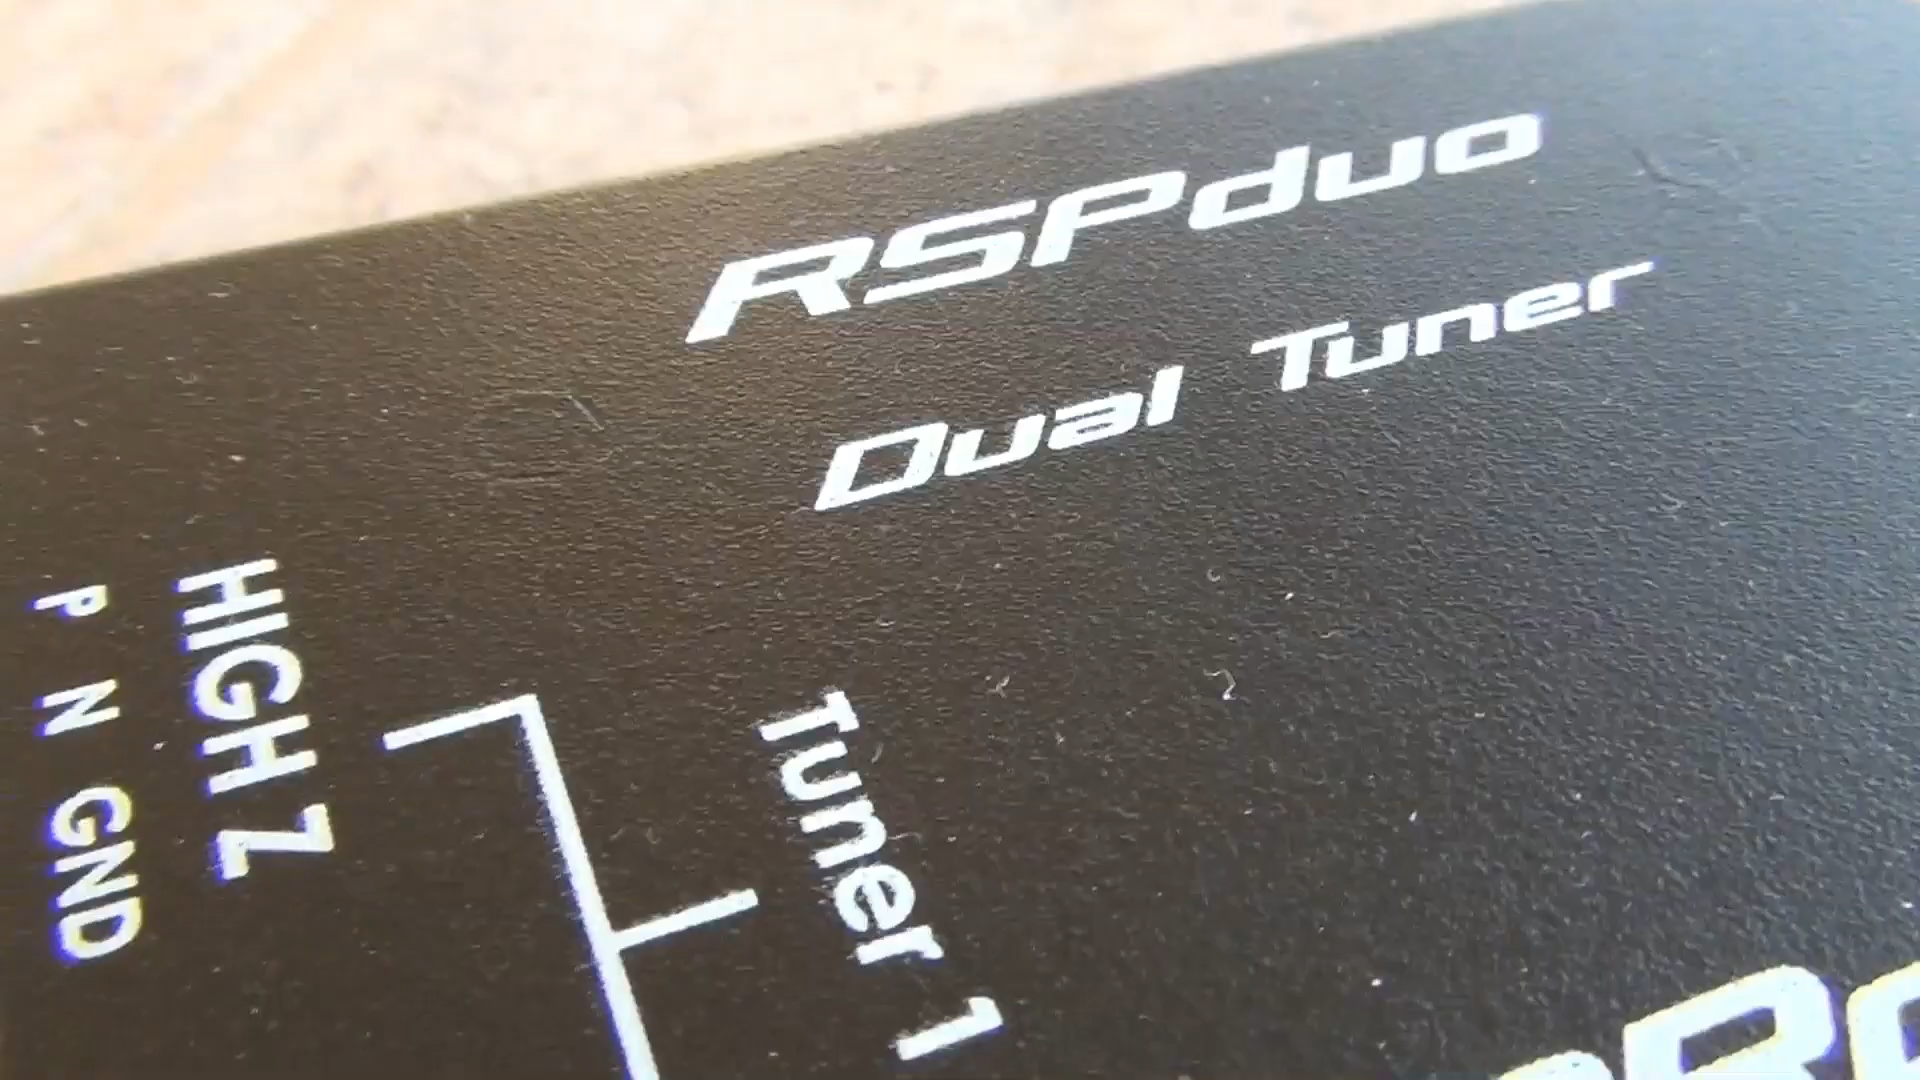 RSPduo
Dual Tuner
HIGH Z
P N GND
Tuner 1